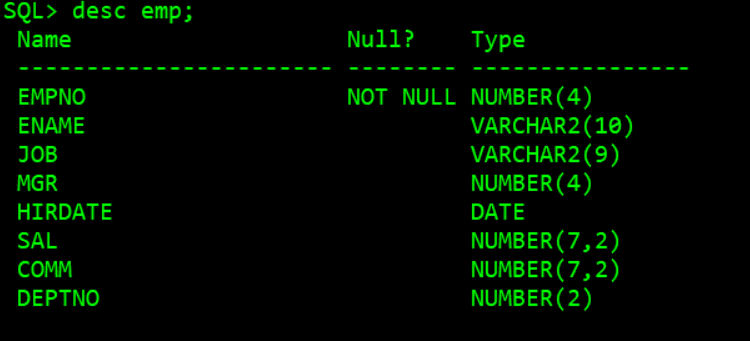 SQL> desc emp;
Name                    Null?    Type
----------------------- -------- ----------------
EMPNO                   NOT NULL NUMBER(4)
ENAME                            VARCHAR2(10)
JOB                              VARCHAR2(9)
MGR                              NUMBER(4)
HIRDATE                          DATE
SAL                              NUMBER(7,2)
COMM                             NUMBER(7,2)
DEPTNO                           NUMBER(2)